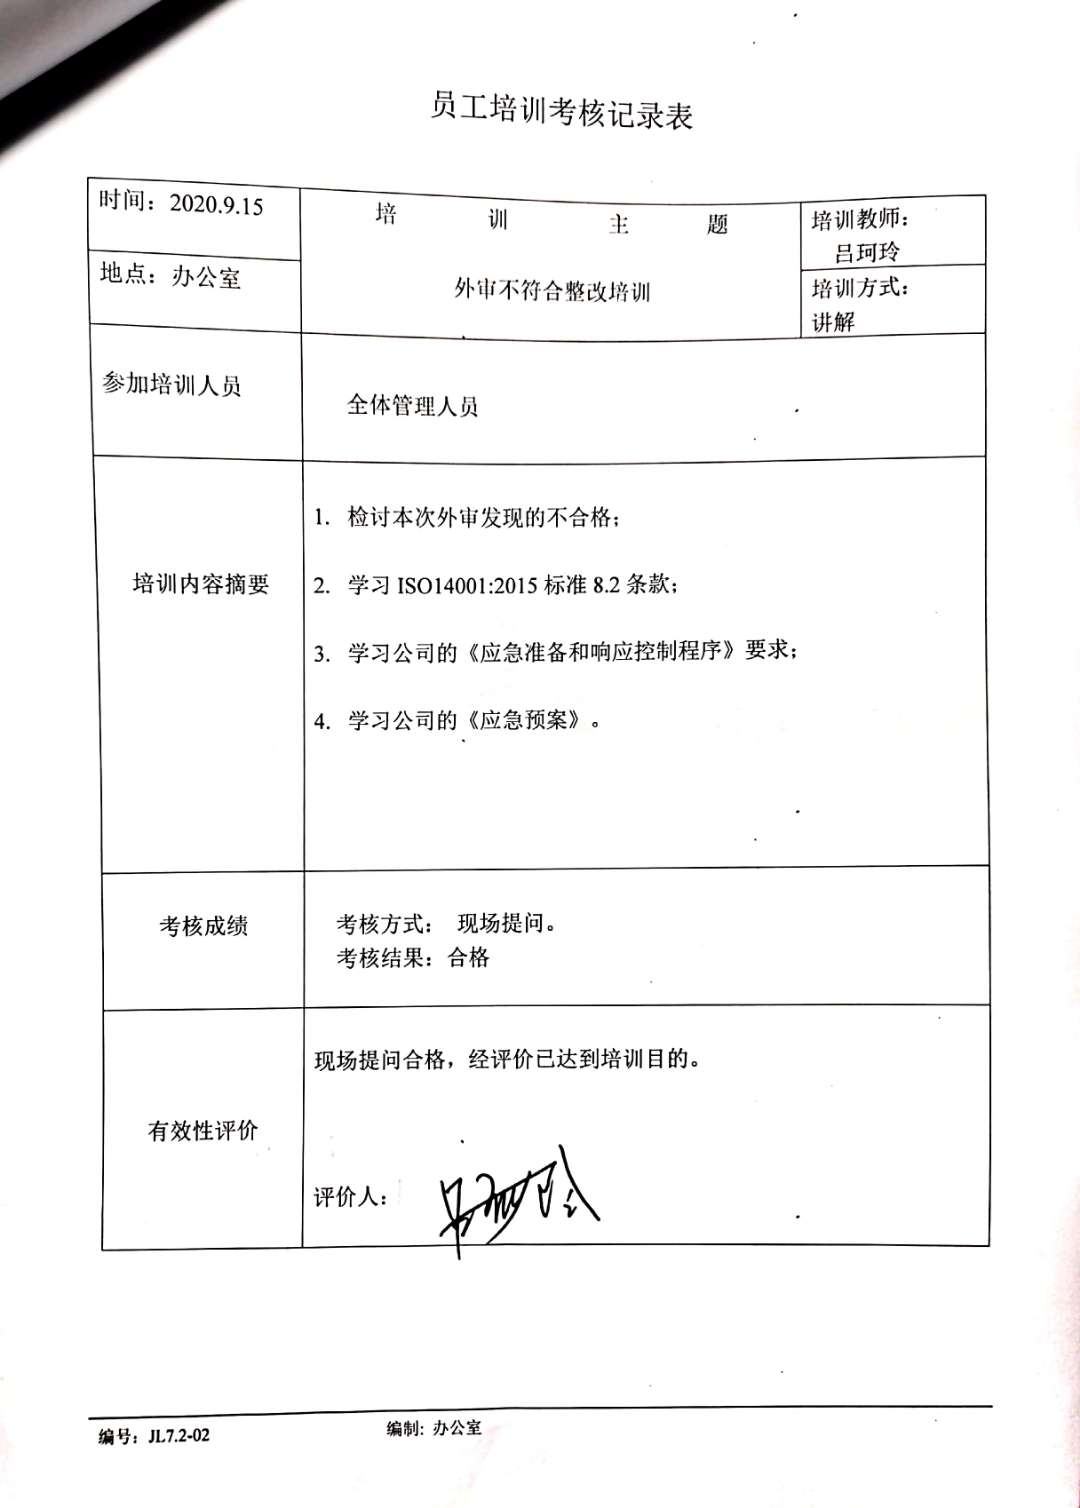 员工培训考核记录表
时间：2020.9.15
培 训 主 题
培训教师：
吕珂玲
地点：办公室
外审不符合整改培训
培训方式：
讲解
参加培训人员
全体管理人员
培训内容摘要
1. 检讨本次外审发现的不合格；
2. 学习 ISO14001:2015 标准 8.2 条款；
3. 学习公司的《应急准备和响应控制程序》要求；
4. 学习公司的《应急预案》。
考核成绩
考核方式： 现场提问。
考核结果：合格
有效性评价
现场提问合格，经评价已达到培训目的。
评价人：吕珂玲
编号：JL7.2-02
编制: 办公室